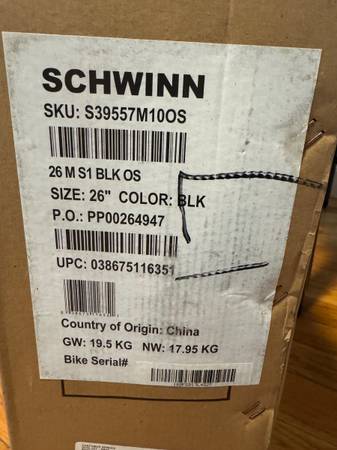 SCHWINN
SKU: S39557M10OS
26 M S1 BLK OS
SIZE: 26" COLOR: BLK
P.O.: PP00264947
UPC: 038675116351
Country of Origin: China
GW: 19.5 KG NW: 17.95 KG
Bike Serial#